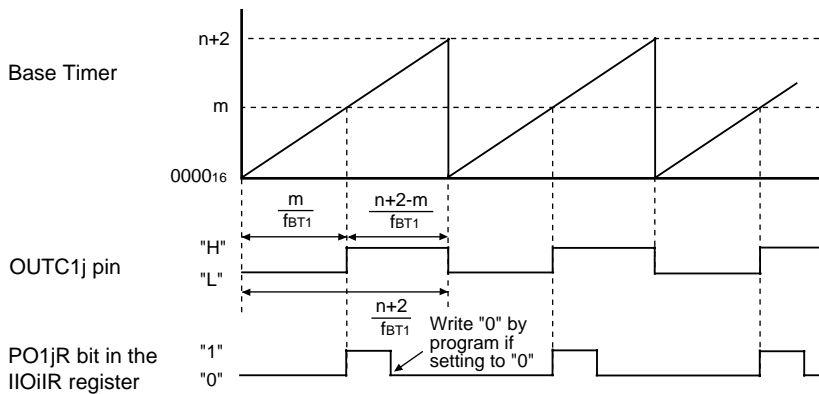 n+2
Base Timer
m
0000₁₆
m
fBT1
n+2-m
fBT1
"H"
OUTC1j pin
"L"
n+2
fBT1
Write "0" by
program if
setting to "0"
PO1jR bit in the
IIOiIR register
"1"
"0"